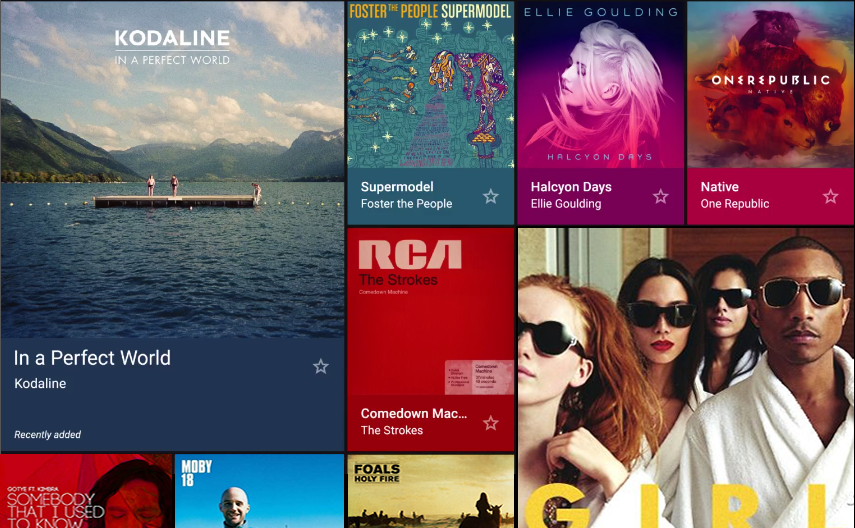 KODALINE
IN A PERFECT WORLD
In a Perfect World
Kodaline
Recently added
FOSTER THE PEOPLE SUPERMODEL
Supermodel
Foster the People
ELLIE GOULDING
HALCYON DAYS
Halcyon Days
Ellie Goulding
ONEREPUBLIC
NATIVE
Native
One Republic
RCA
The Strokes
Comedown Machine
Comedown Mac...
The Strokes
GIRL
GOTYE FT. KIMBRA
SOMEBODY
THAT I USED
TO KNOW
MOBY
18
FOALS
HOLY FIRE